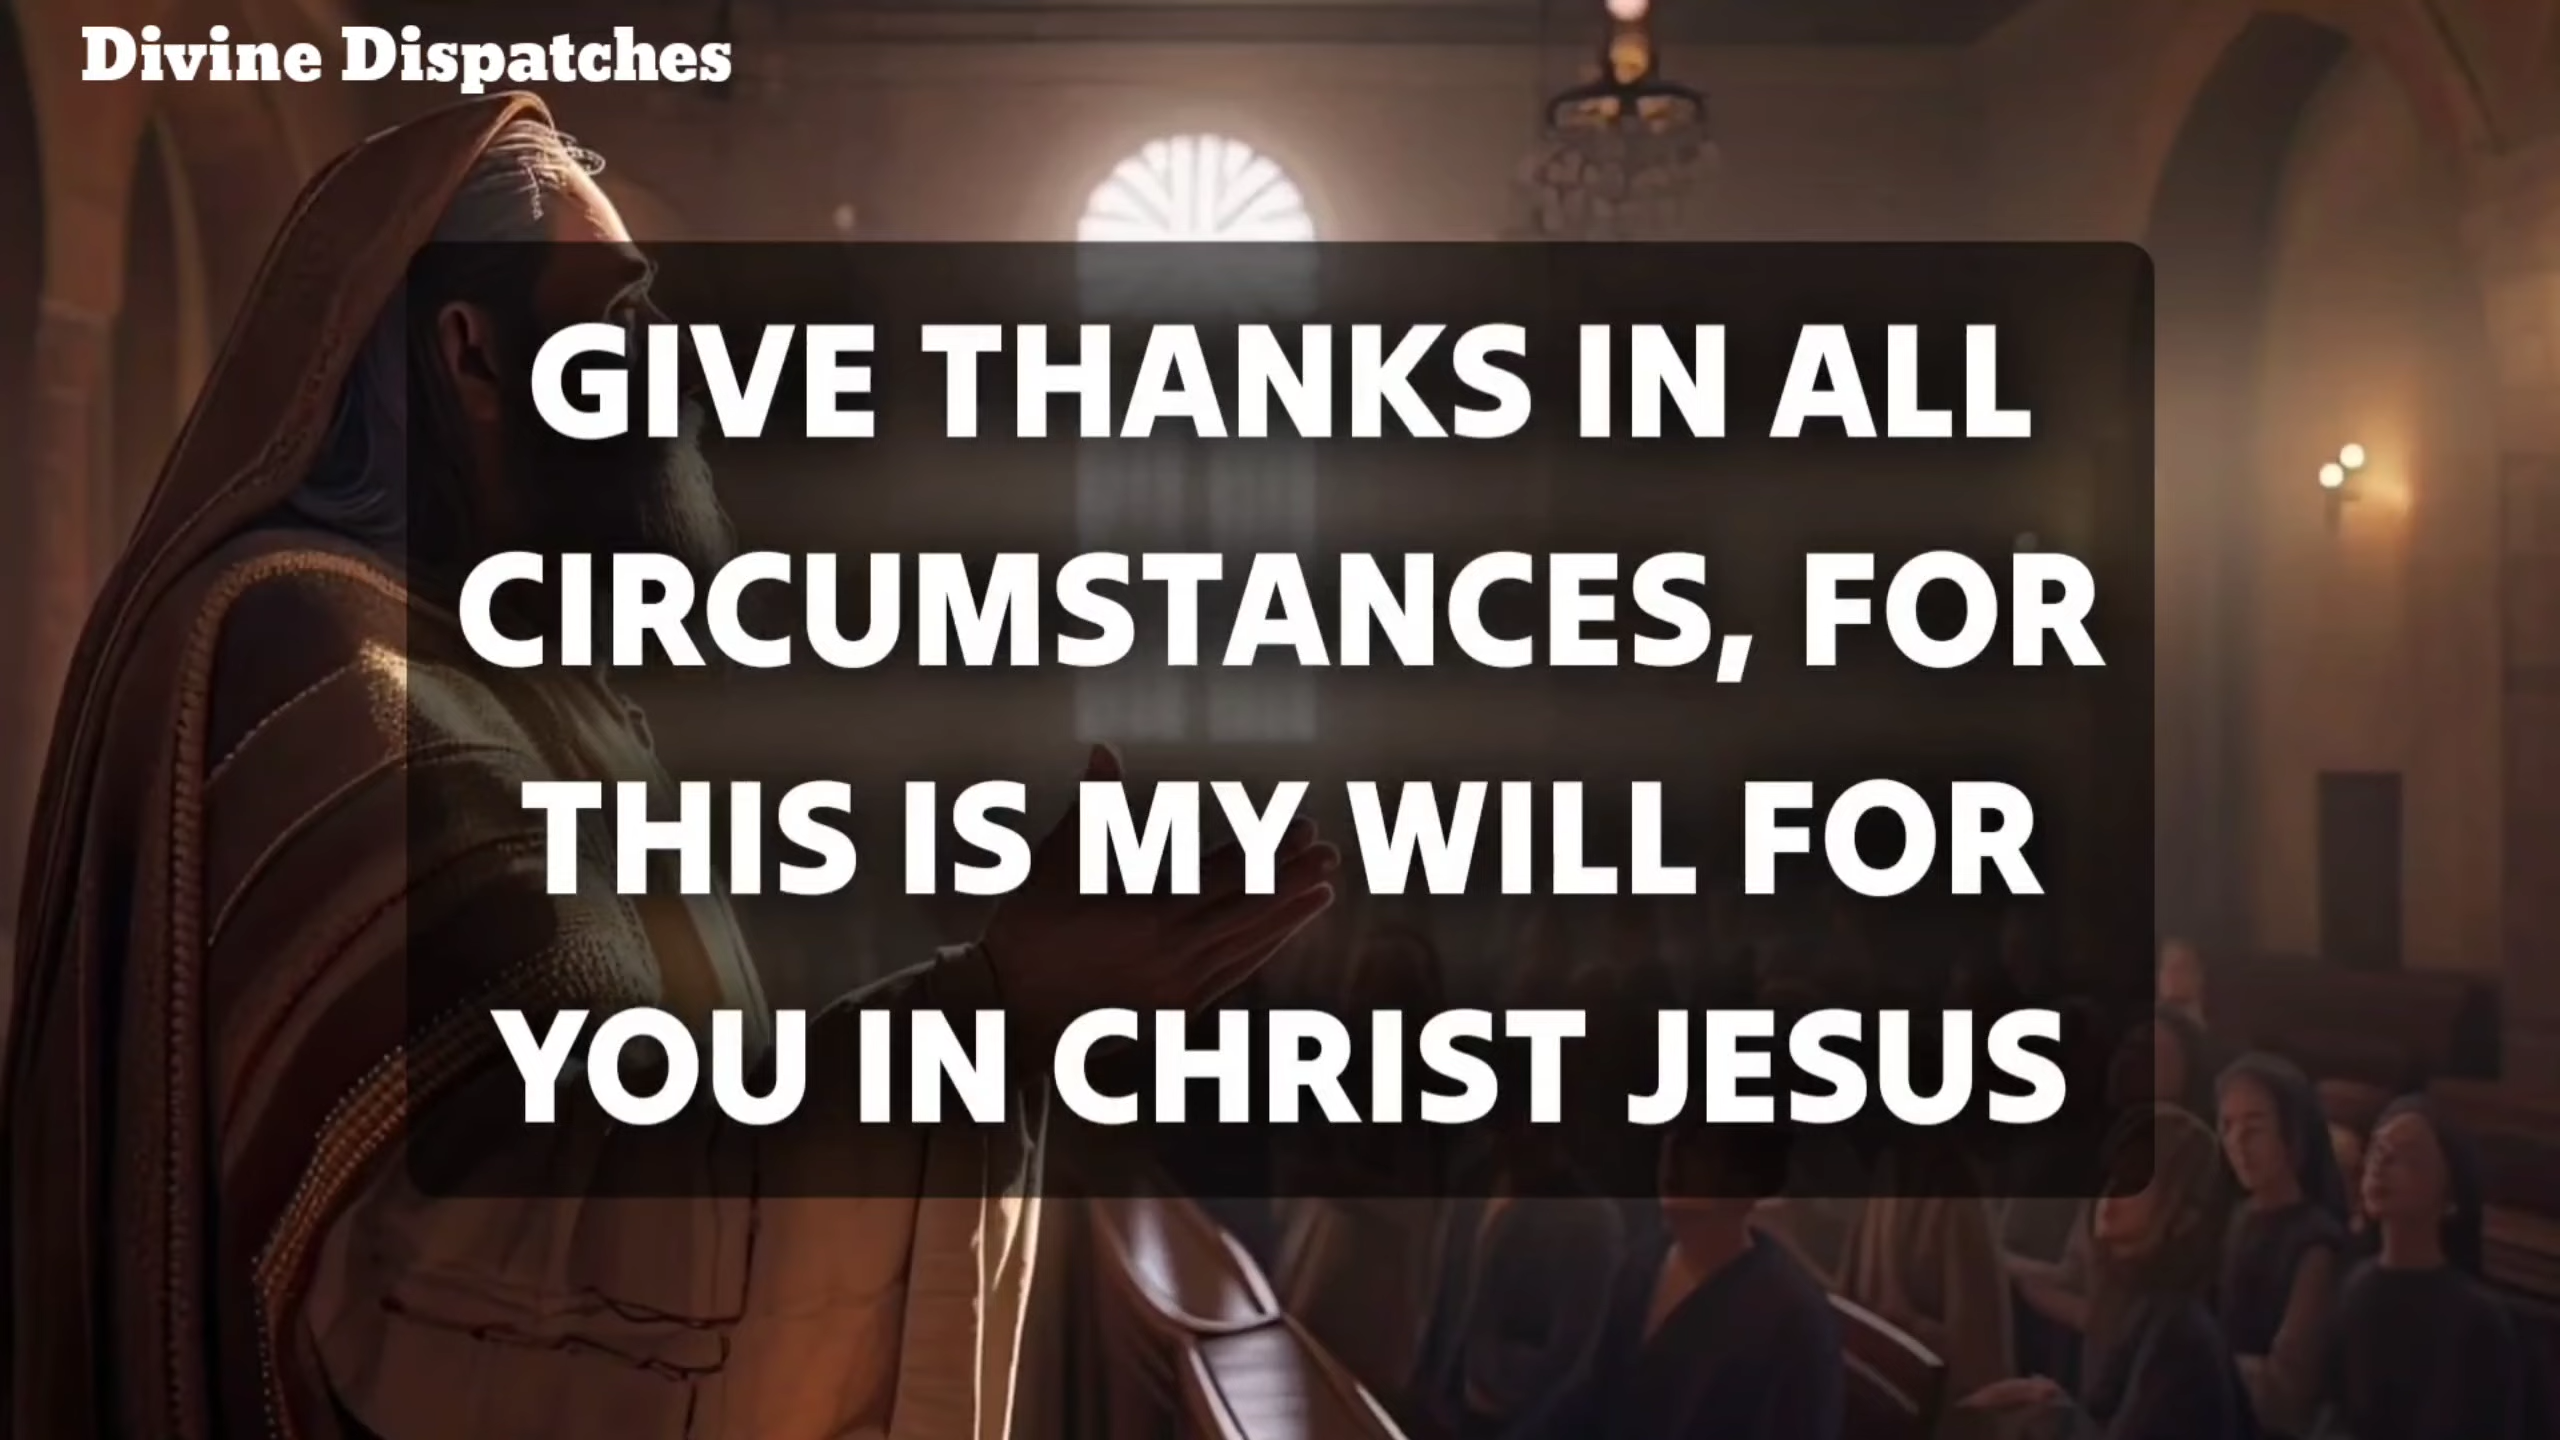 Divine Dispatches
GIVE THANKS IN ALL
CIRCUMSTANCES, FOR
THIS IS MY WILL FOR
YOU IN CHRIST JESUS